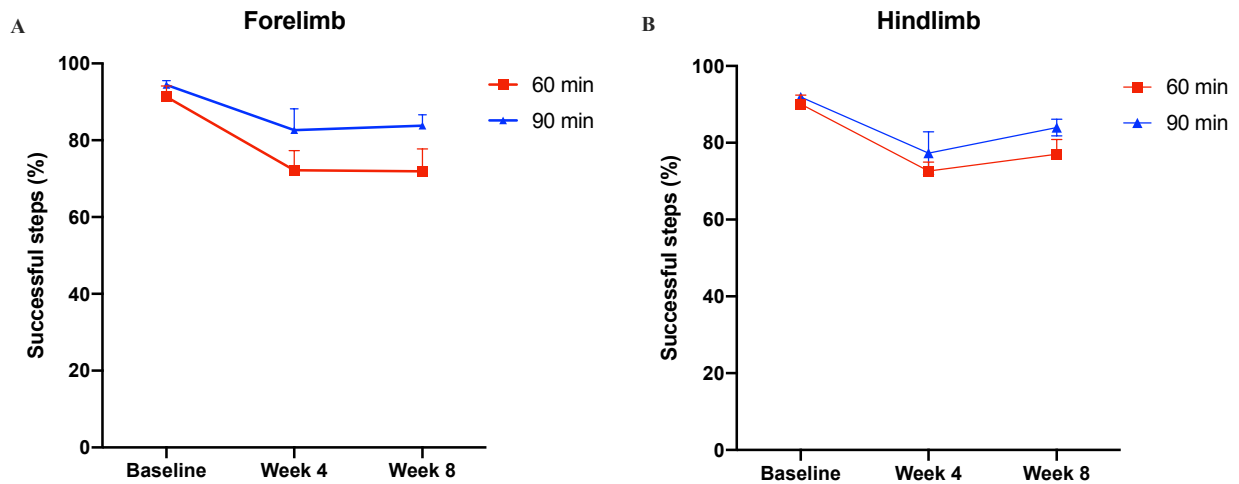 A
Forelimb
100
80
60
40
20
0
Successful steps (%)
Baseline
Week 4
Week 8
60 min
90 min
B
Hindlimb
100
80
60
40
20
0
Successful steps (%)
Baseline
Week 4
Week 8
60 min
90 min